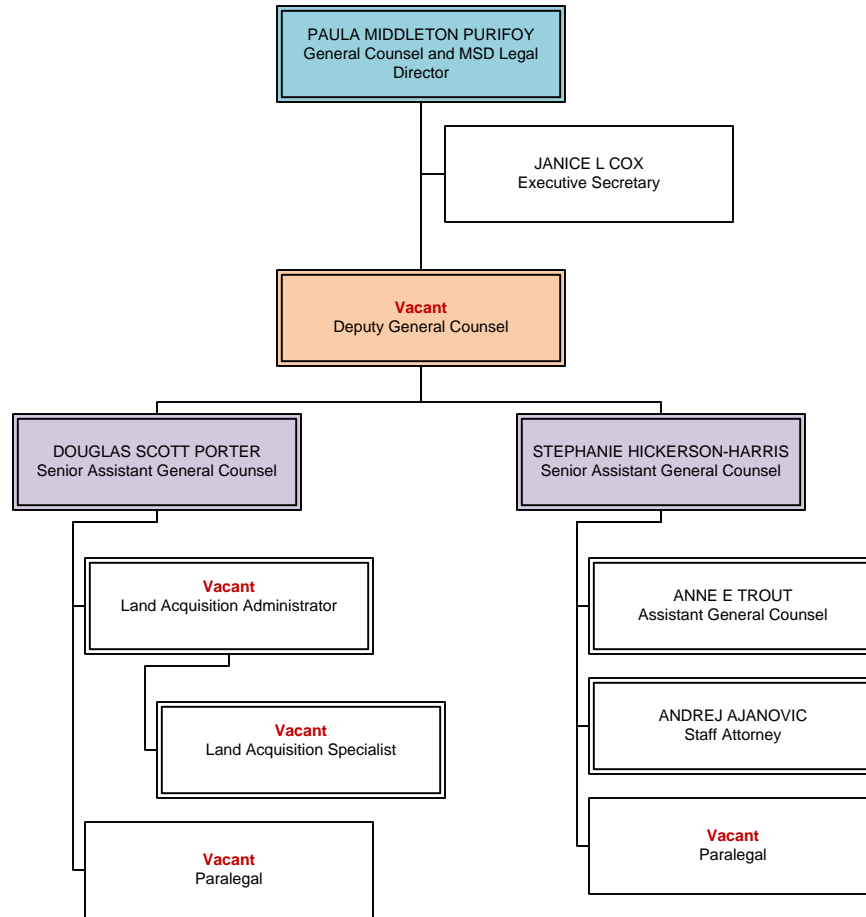 PAULA MIDDLETON PURIFOY
General Counsel and MSD Legal
Director
JANICE L COX
Executive Secretary
Vacant
Deputy General Counsel
DOUGLAS SCOTT PORTER
Senior Assistant General Counsel
STEPHANIE HICKERSON-HARRIS
Senior Assistant General Counsel
Vacant
Land Acquisition Administrator
Vacant
Land Acquisition Specialist
Vacant
Paralegal
ANNE E TROUT
Assistant General Counsel
ANDREJ AJANOVIC
Staff Attorney
Vacant
Paralegal